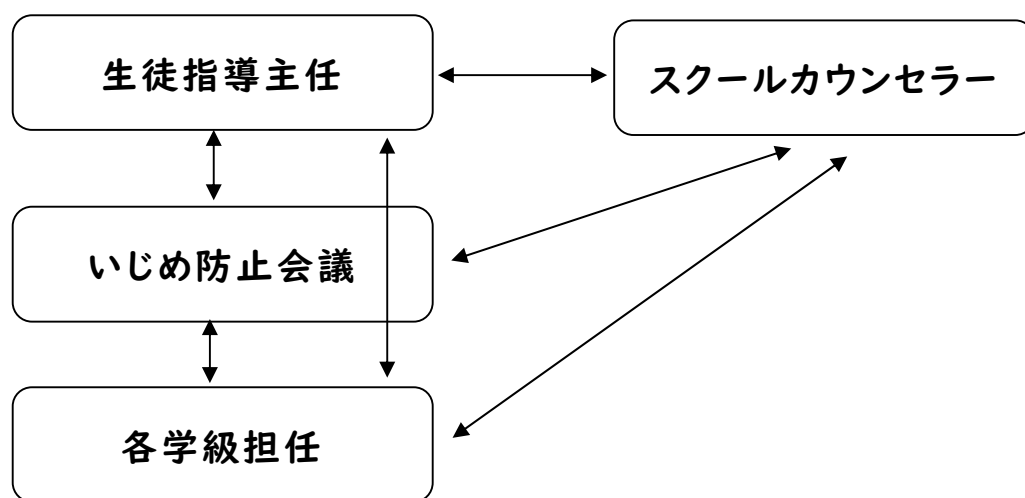 生徒指導主任
スクールカウンセラー
いじめ防止会議
各学級担任